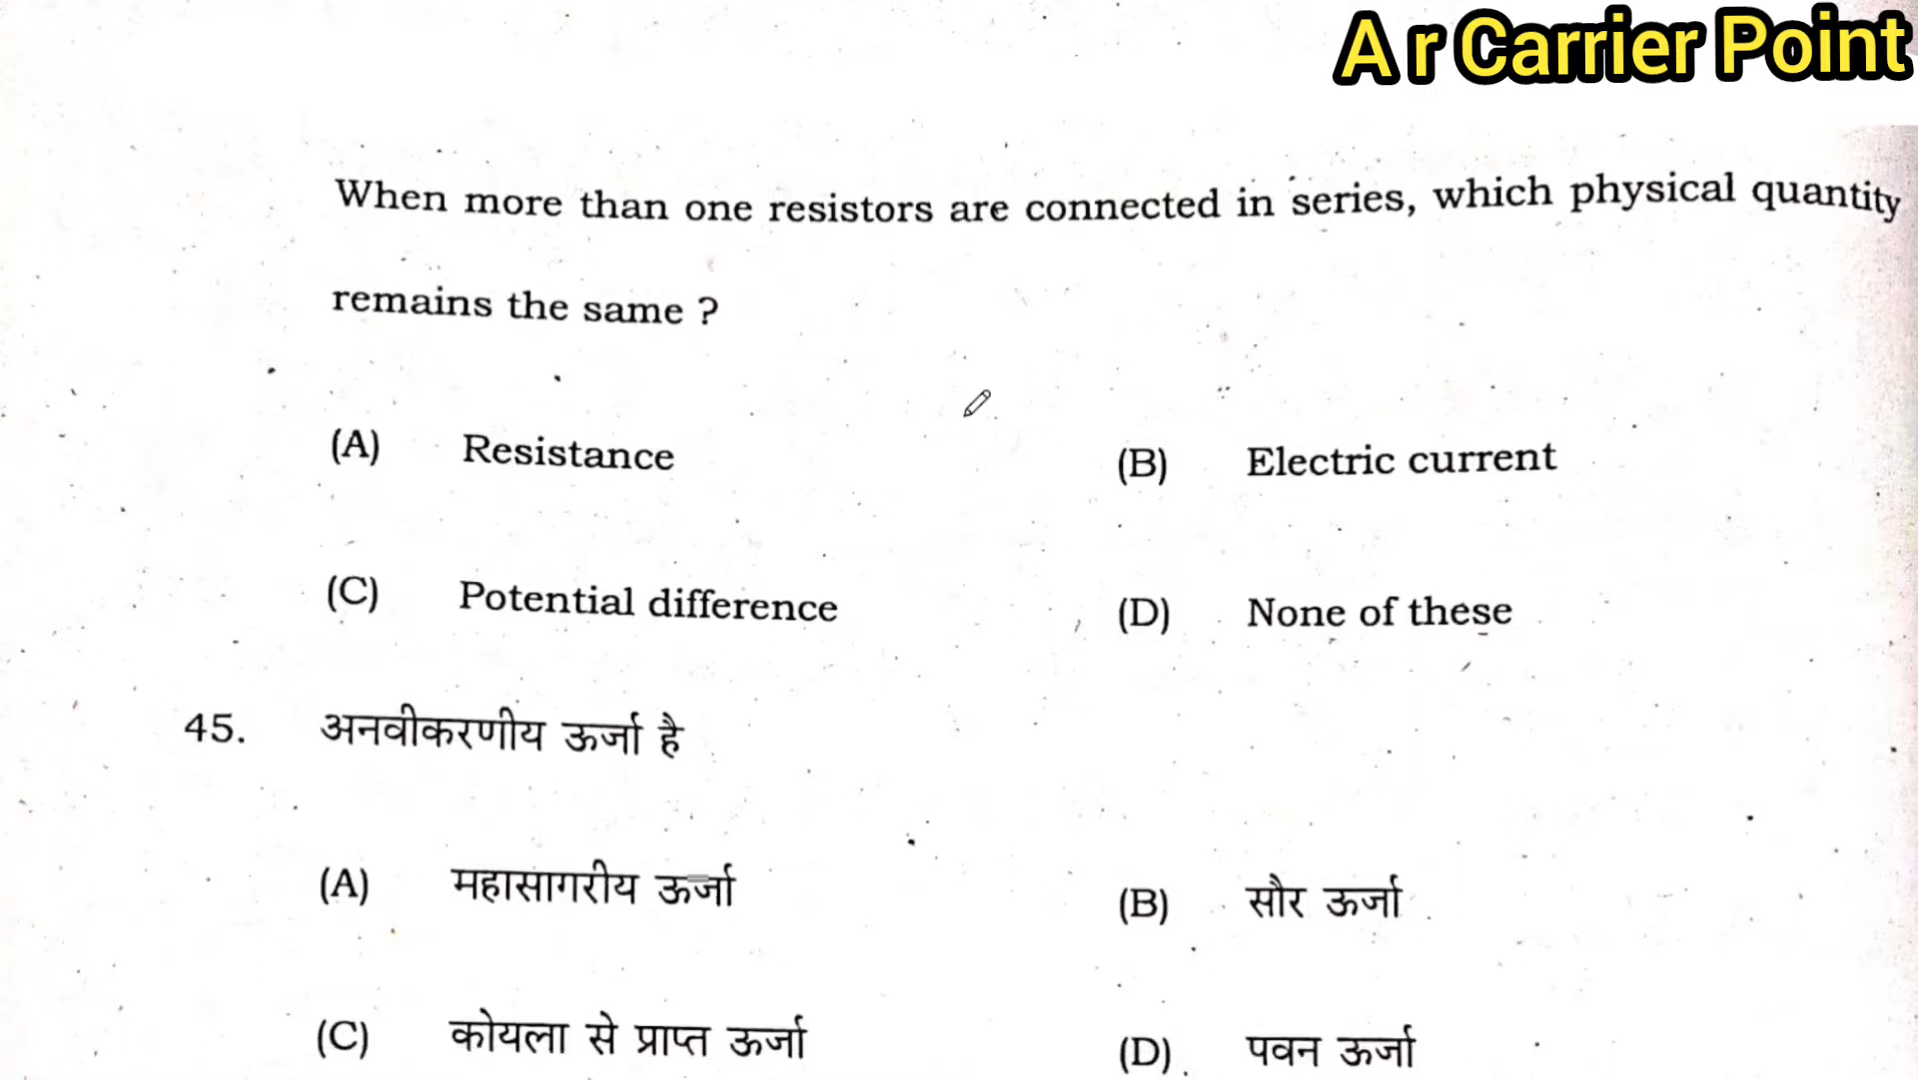 A r Carrier Point
When more than one resistors are connected in series, which physical quantity
remains the same ?
(A) Resistance (B) Electric current
(C) Potential difference (D) None of these
45. अनवीकरणीय ऊर्जा है
(A) महासागरीय ऊर्जा (B) सौर ऊर्जा
(C) कोयला से प्राप्त ऊर्जा (D) पवन ऊर्जा